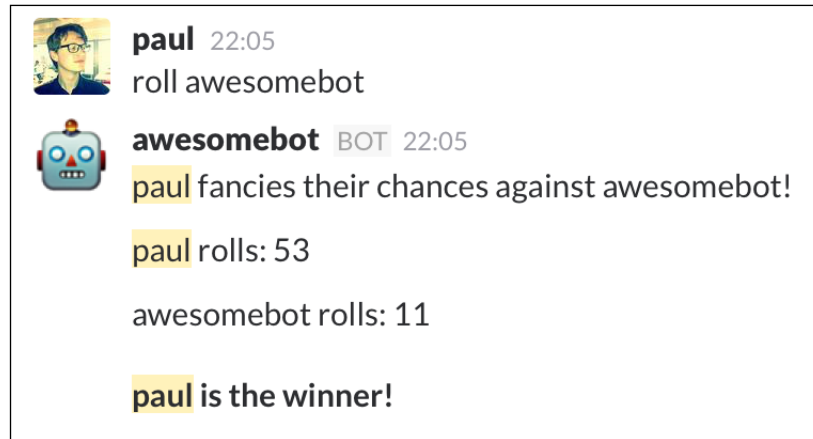 paul 22:05
roll awesomebot
awesomebot BOT 22:05
paul fancies their chances against awesomebot!
paul rolls: 53
awesomebot rolls: 11
paul is the winner!